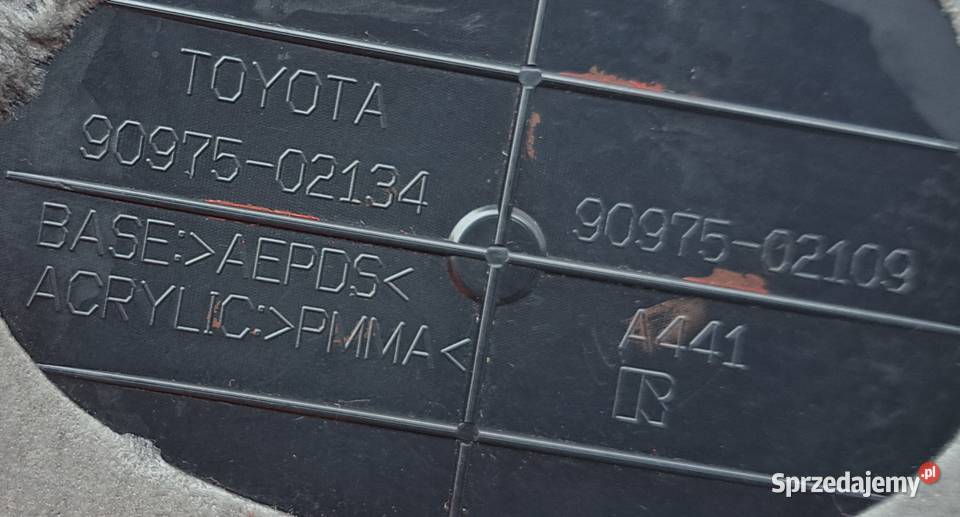 TOYOTA
90975-02134
BASE:>AEPDS<
ACRYLIC:>PMMA<
90975-02109
A441
R
Sprzedajemy.pl